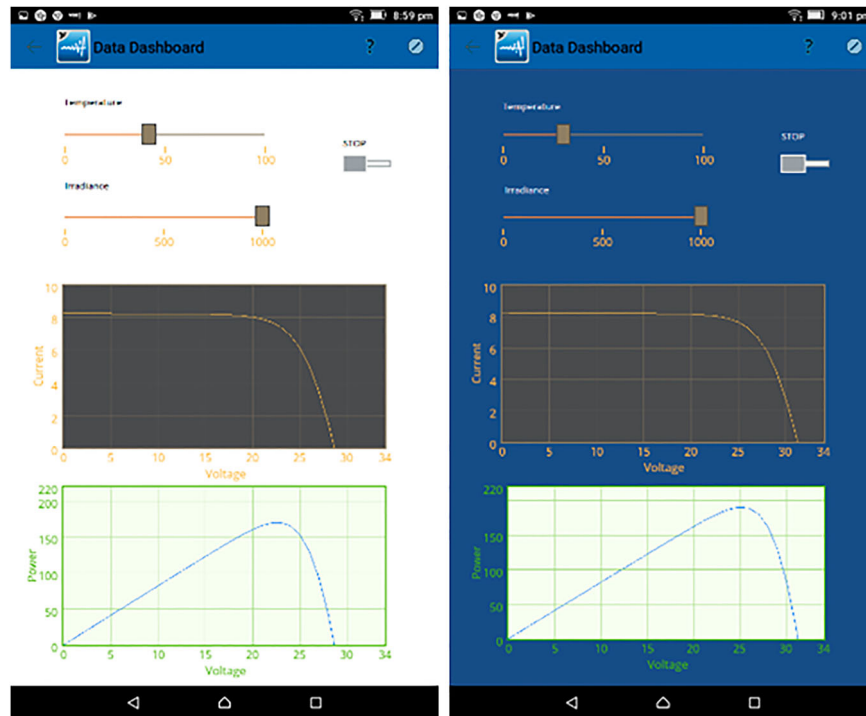 8:59 pm
Data Dashboard ?
Temperature
0 50 100
STOP
Irradiance
0 500 1000
10
8
6
4
2
0
Current
0 5 10 15 20 25 30 34
Voltage
220
200
150
100
50
0
Power
0 5 10 15 20 25 30 34
Voltage
9:01 pm
Data Dashboard ?
Temperature
0 50 100
STOP
Irradiance
0 500 1000
10
8
6
4
2
0
Current
0 5 10 15 20 25 30 34
Voltage
220
200
150
100
50
0
Power
0 5 10 15 20 25 30 34
Voltage